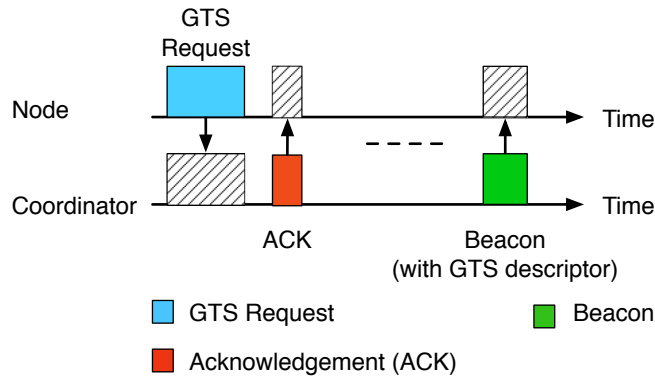 GTS
Request
Node
Time
Coordinator
Time
ACK
Beacon
(with GTS descriptor)
GTS Request
Beacon
Acknowledgement (ACK)